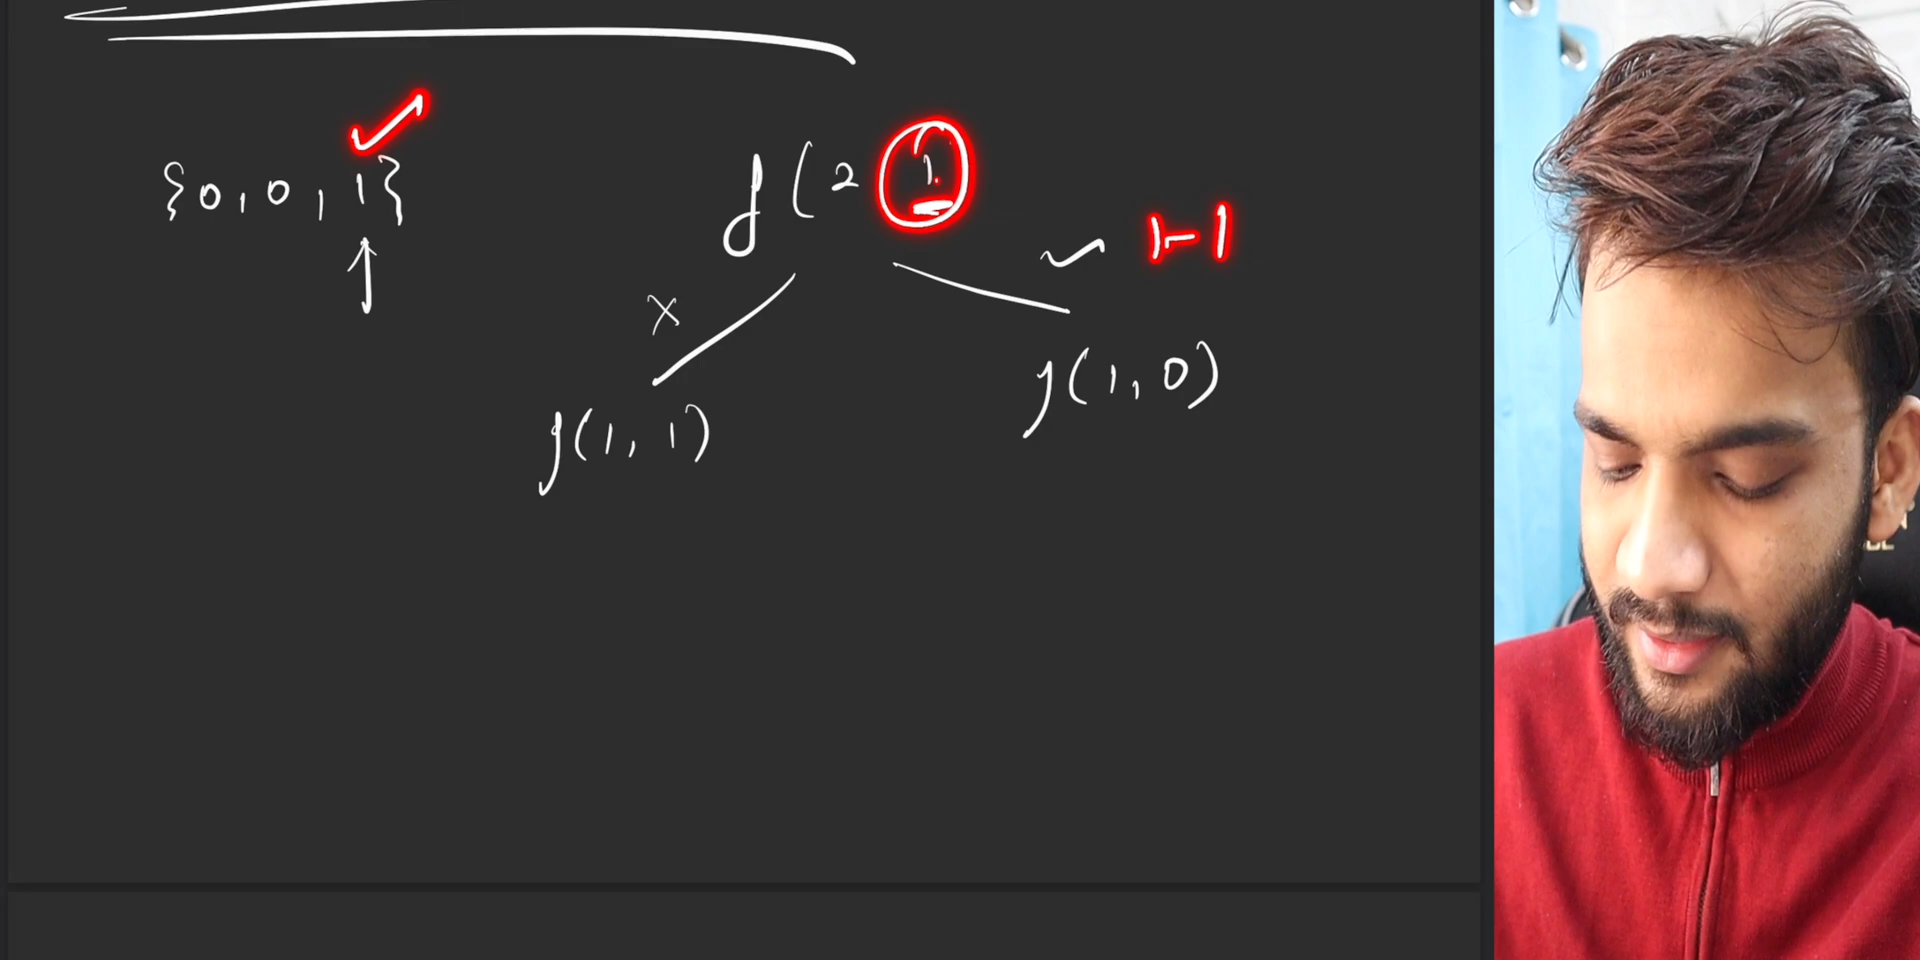 {0, 0, 1}
f(2 1
1-1
x
f(1, 0)
f(1, 1)